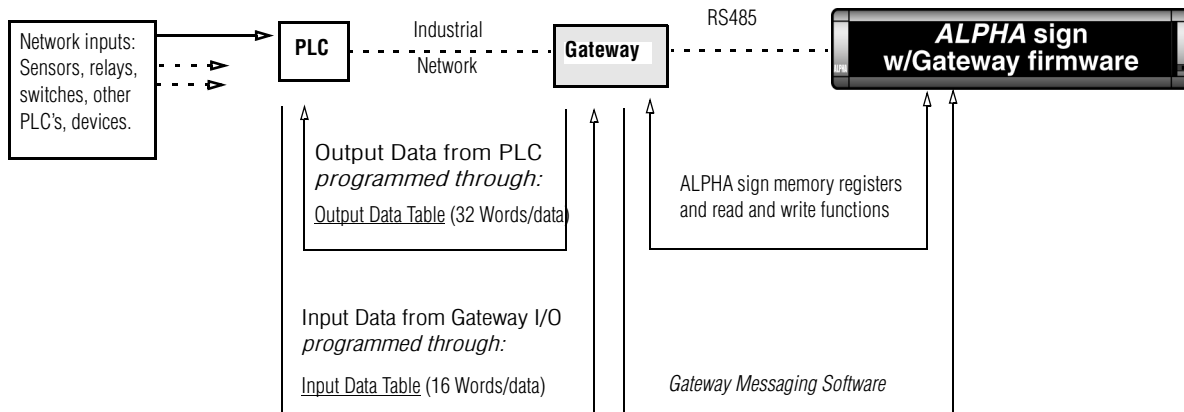 Network inputs:
Sensors, relays,
switches, other
PLC's, devices.
PLC
Industrial
Network
Gateway
RS485
ALPHA sign
w/Gateway firmware
ALPHA
Output Data from PLC
programmed through:
Output Data Table (32 Words/data)
ALPHA sign memory registers
and read and write functions
Input Data from Gateway I/O
programmed through:
Input Data Table (16 Words/data)
Gateway Messaging Software